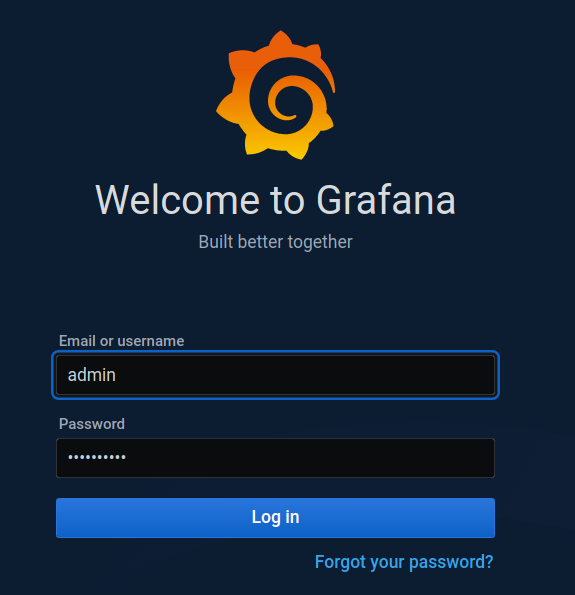 Welcome to Grafana
Built better together
Email or username
admin
Password
••••••••••
Log in
Forgot your password?